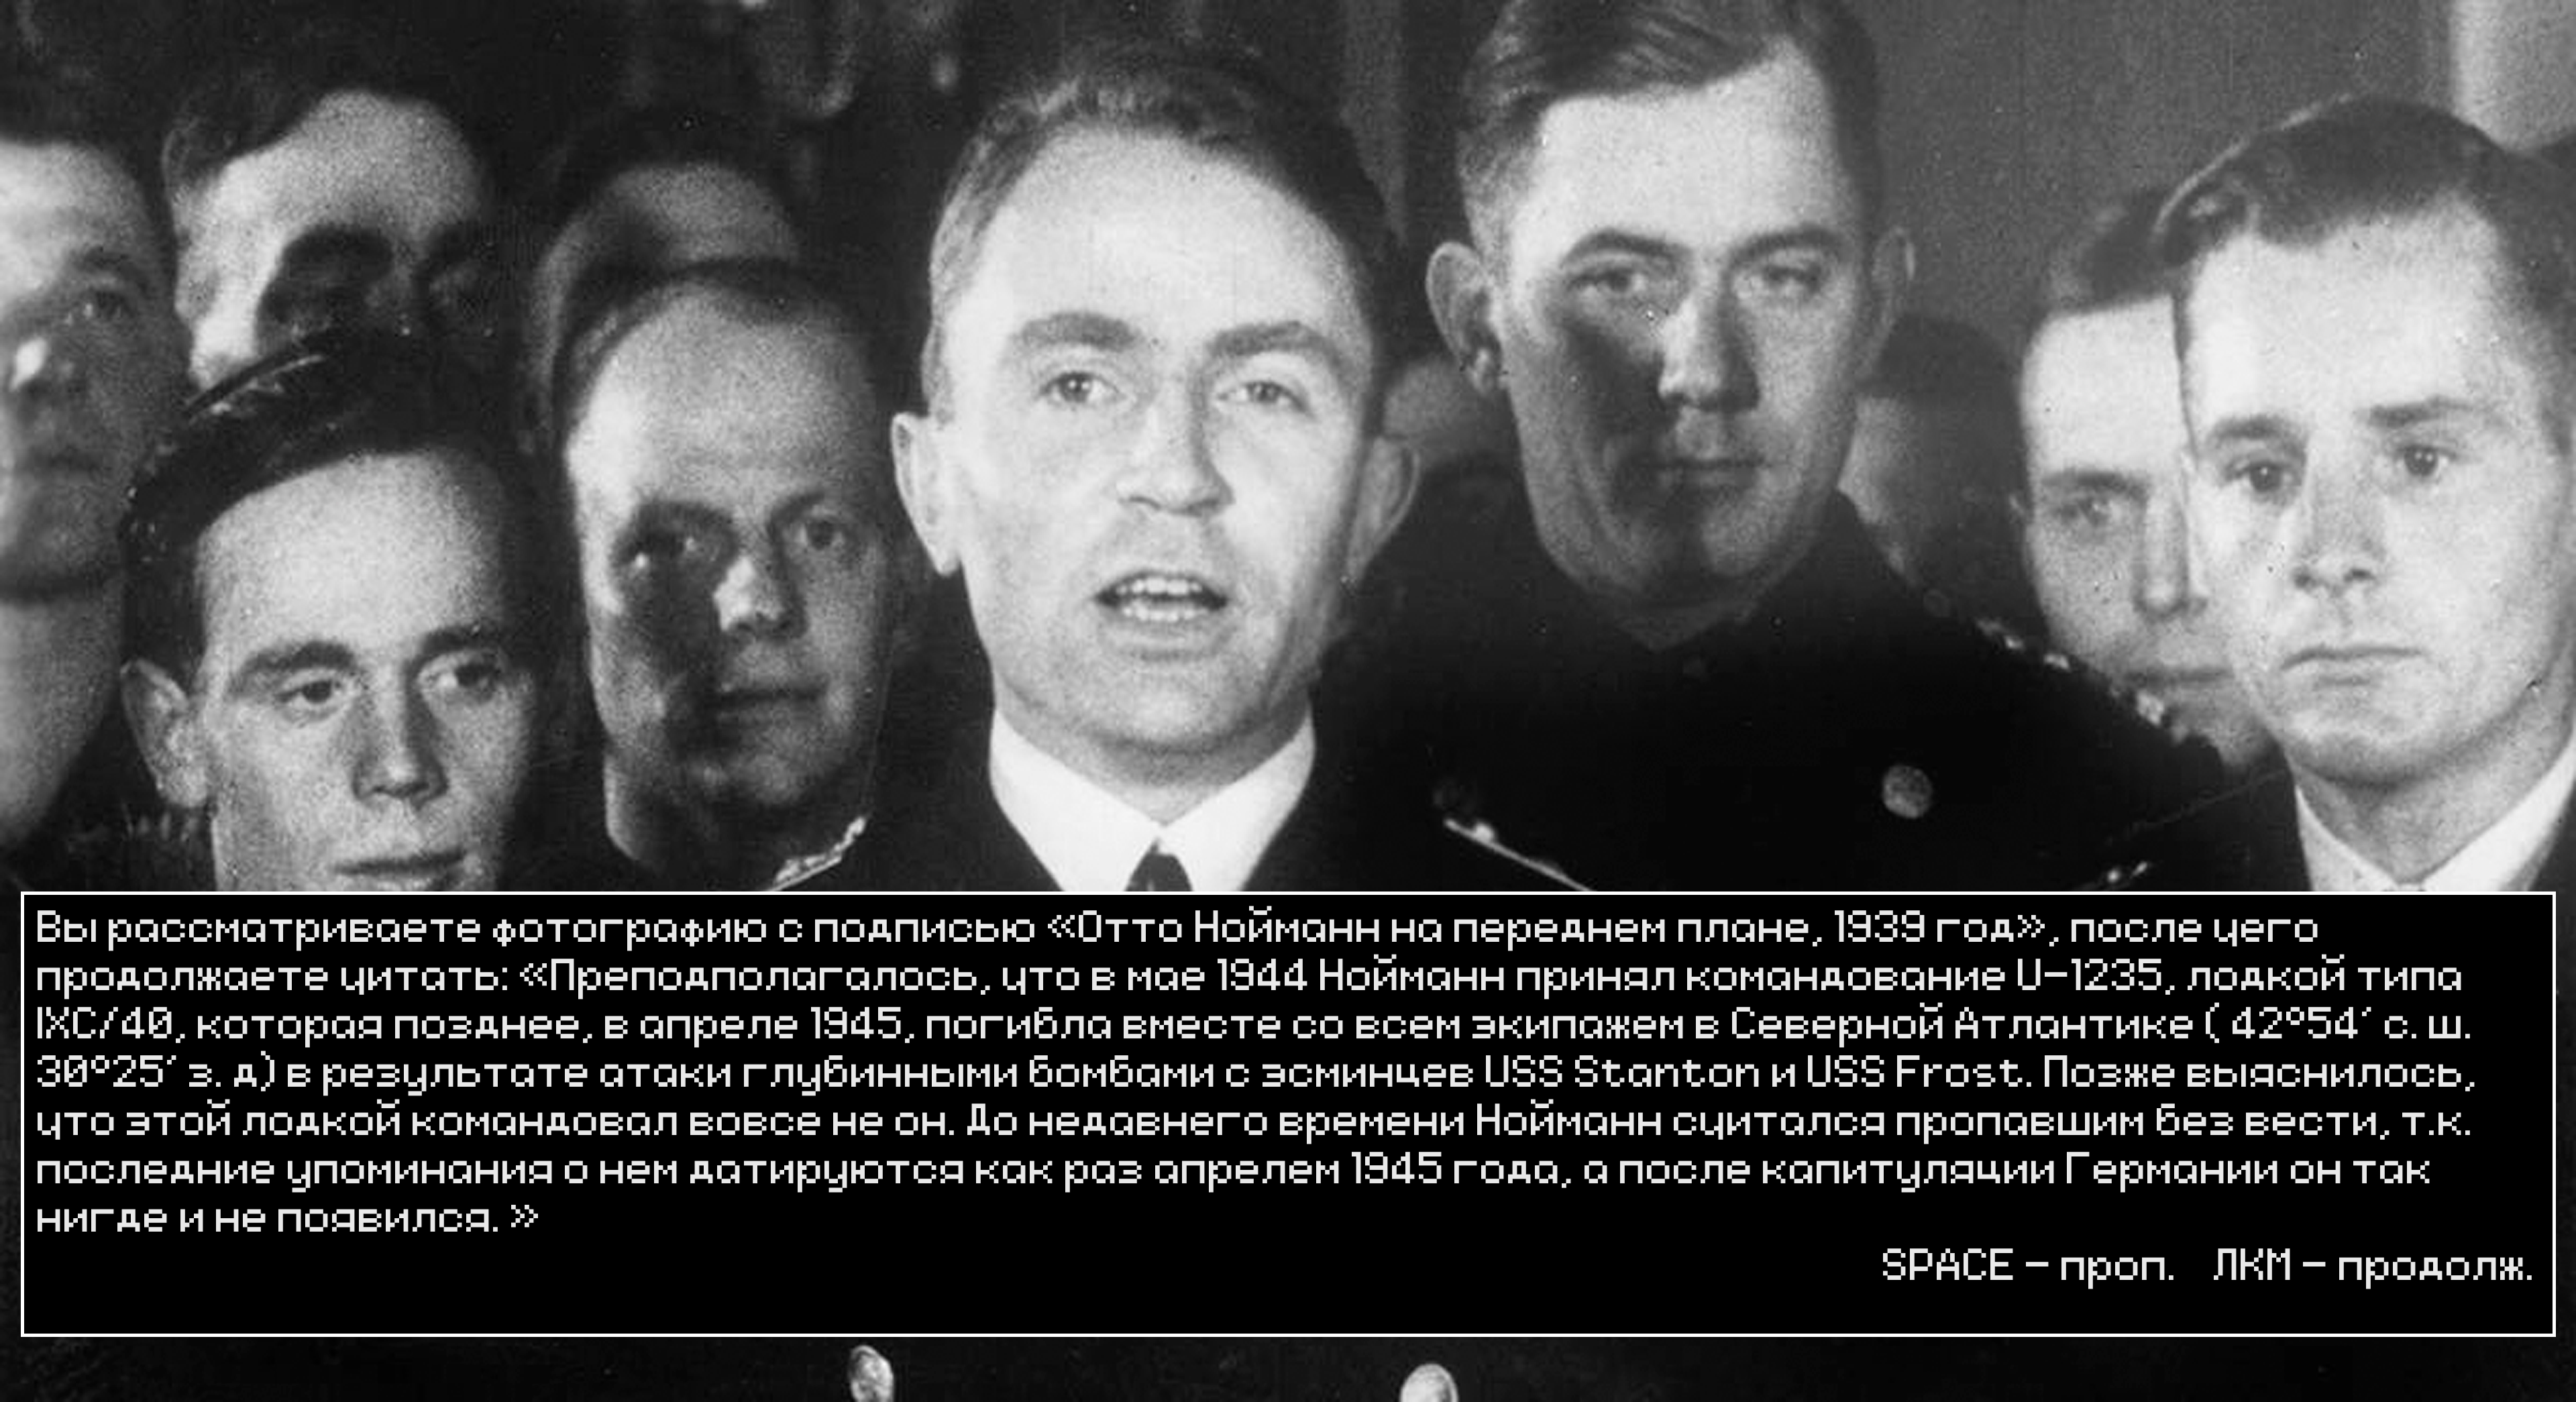 Вы рассматриваете фотографию с подписью «Отто Нойманн на переднем плане, 1939 год», после чего
продолжаете читать: «Преподполагалось, что в мае 1944 Нойманн принял командование U-1235, лодкой типа
IXC/40, которая позднее, в апреле 1945, погибла вместе со всем экипажем в Северной Атлантике ( 42°54′ с. ш.
30°25′ з. д) в результате атаки глубинными бомбами с эсминцев USS Stanton и USS Frost. Позже выяснилось,
что этой лодкой командовал вовсе не он. До недавнего времени Нойманн считался пропавшим без вести, т.к.
последние упоминания о нем датируются как раз апрелем 1945 года, а после капитуляции Германии он так
нигде и не появился. »
SPACE – проп. ЛКМ – продолж.